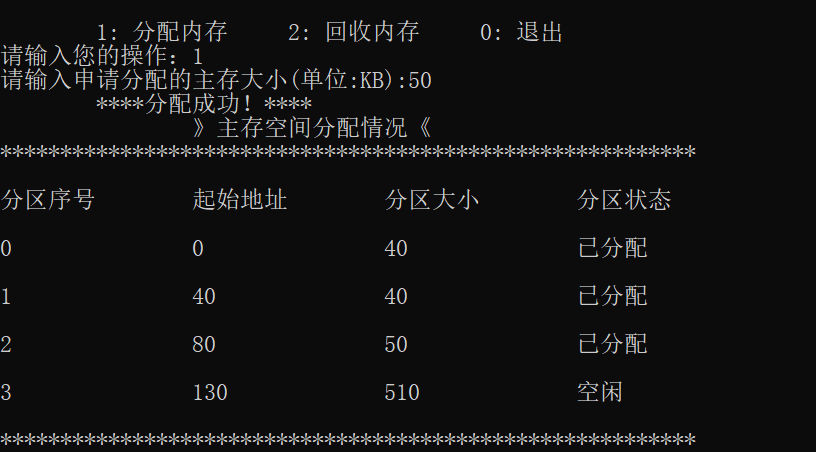 1: 分配内存     2: 回收内存     0: 退出
请输入您的操作: 1
请输入申请分配的主存大小(单位:KB):50
****分配成功! ****
》主存空间分配情况《
**********************************************************
分区序号 起始地址 分区大小 分区状态
0 0 40 已分配
1 40 40 已分配
2 80 50 已分配
3 130 510 空闲
**********************************************************